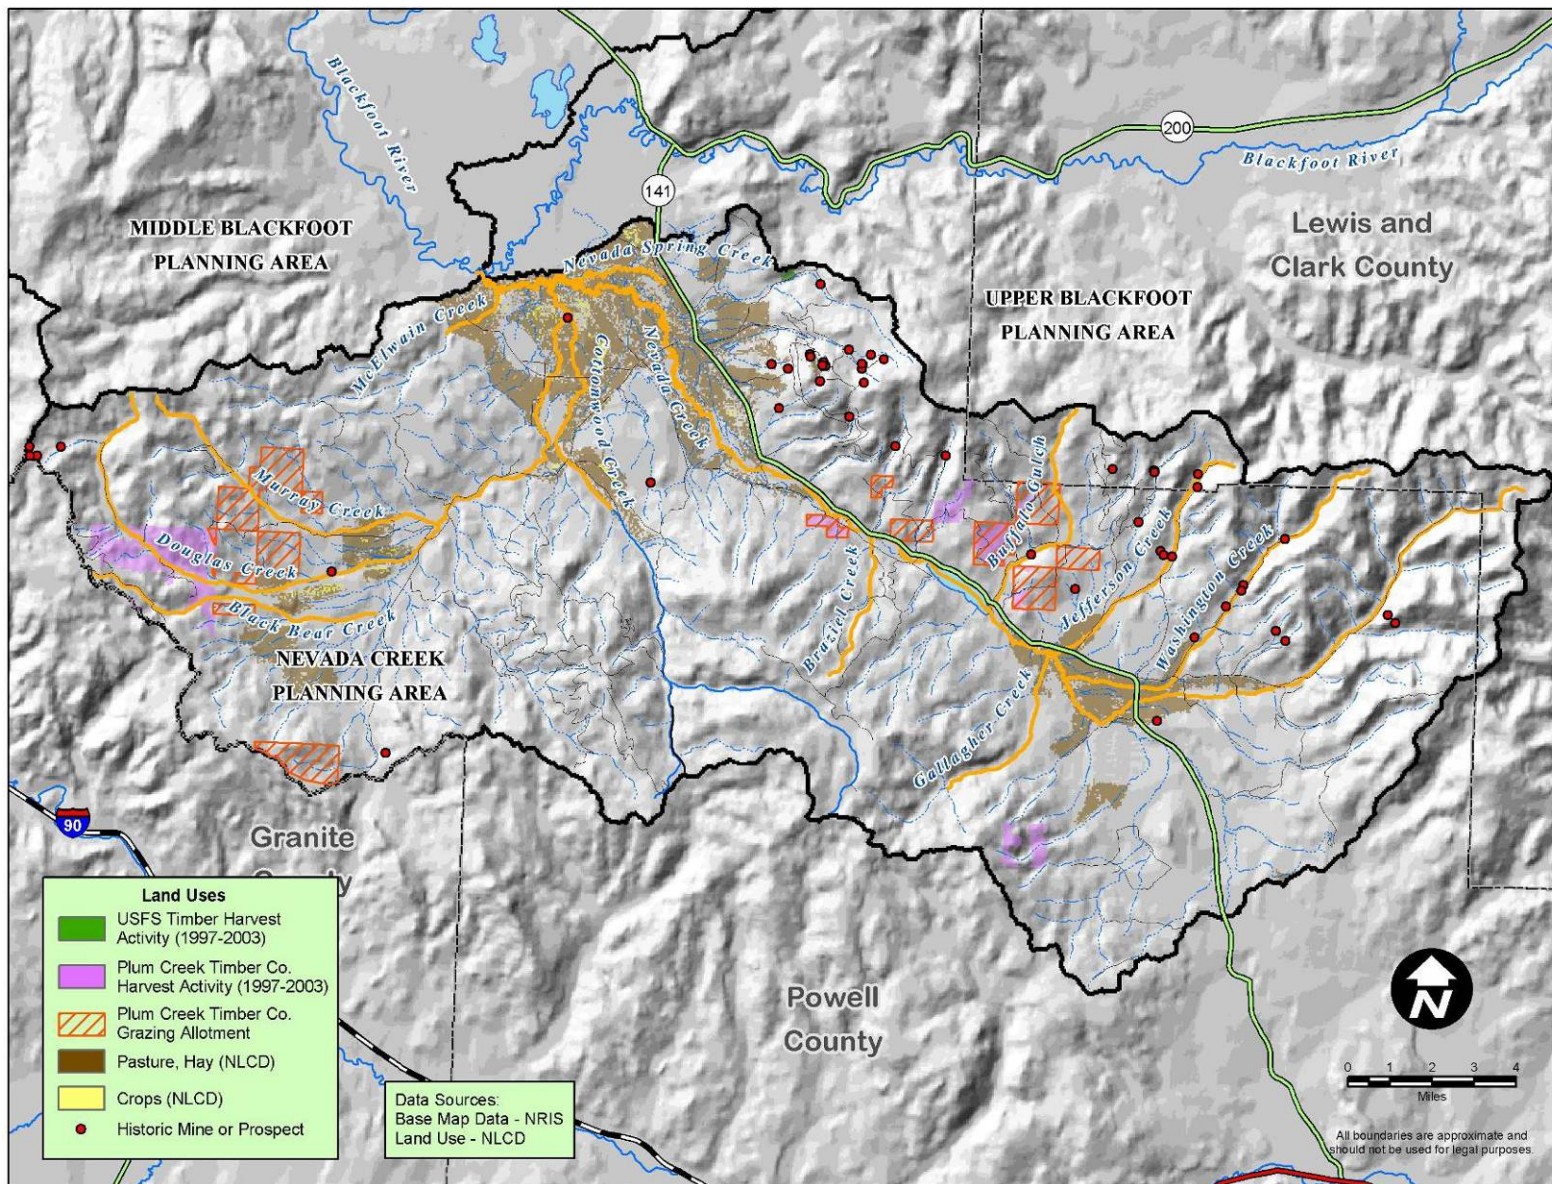 Blackfoot River
200
Blackfoot River
141
MIDDLE BLACKFOOT
PLANNING AREA
Lewis and
Clark County
Nevada Spring Creek
UPPER BLACKFOOT
PLANNING AREA
McElwain Creek
Cottonwood Creek
Nevada Creek
Murray Creek
Buffalo Gulch
Douglas Creek
Jefferson Creek
Washington Creek
Black Bear Creek
Braziel Creek
NEVADA CREEK
PLANNING AREA
Gallagher Creek
90
Granite
County
Powell
County
Land Uses
USFS Timber Harvest
Activity (1997-2003)
Plum Creek Timber Co.
Harvest Activity (1997-2003)
Plum Creek Timber Co.
Grazing Allotment
Pasture, Hay (NLCD)
Crops (NLCD)
Historic Mine or Prospect
Data Sources:
Base Map Data - NRIS
Land Use - NLCD
N
0 1 2 3 4
Miles
All boundaries are approximate and
should not be used for legal purposes.